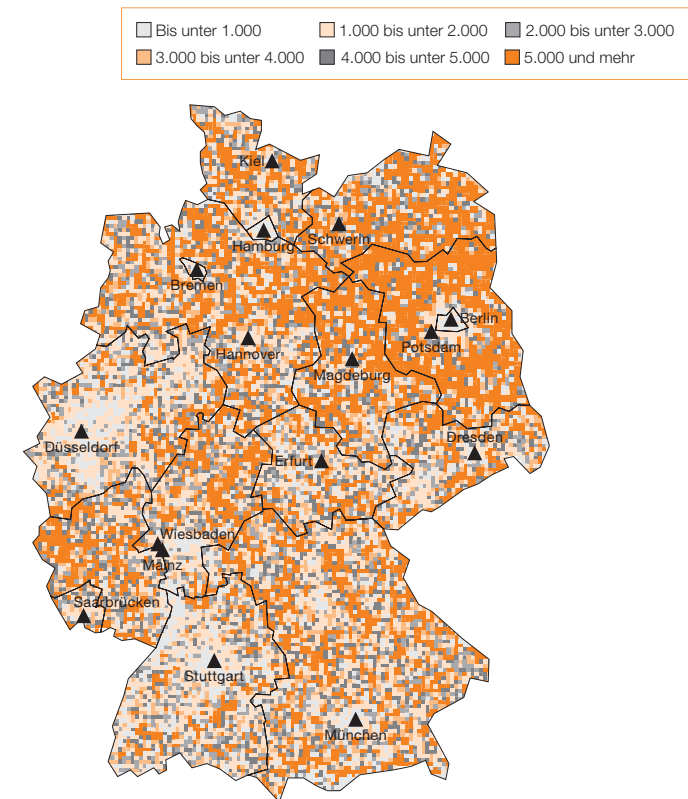 Bis unter 1.000 1.000 bis unter 2.000 2.000 bis unter 3.000
3.000 bis unter 4.000 4.000 bis unter 5.000 5.000 und mehr
Kiel
Hamburg
Schwerin
Bremen
Berlin
Hannover
Potsdam
Magdeburg
Düsseldorf
Dresden
Erfurt
Wiesbaden
Mainz
Saarbrücken
Stuttgart
München